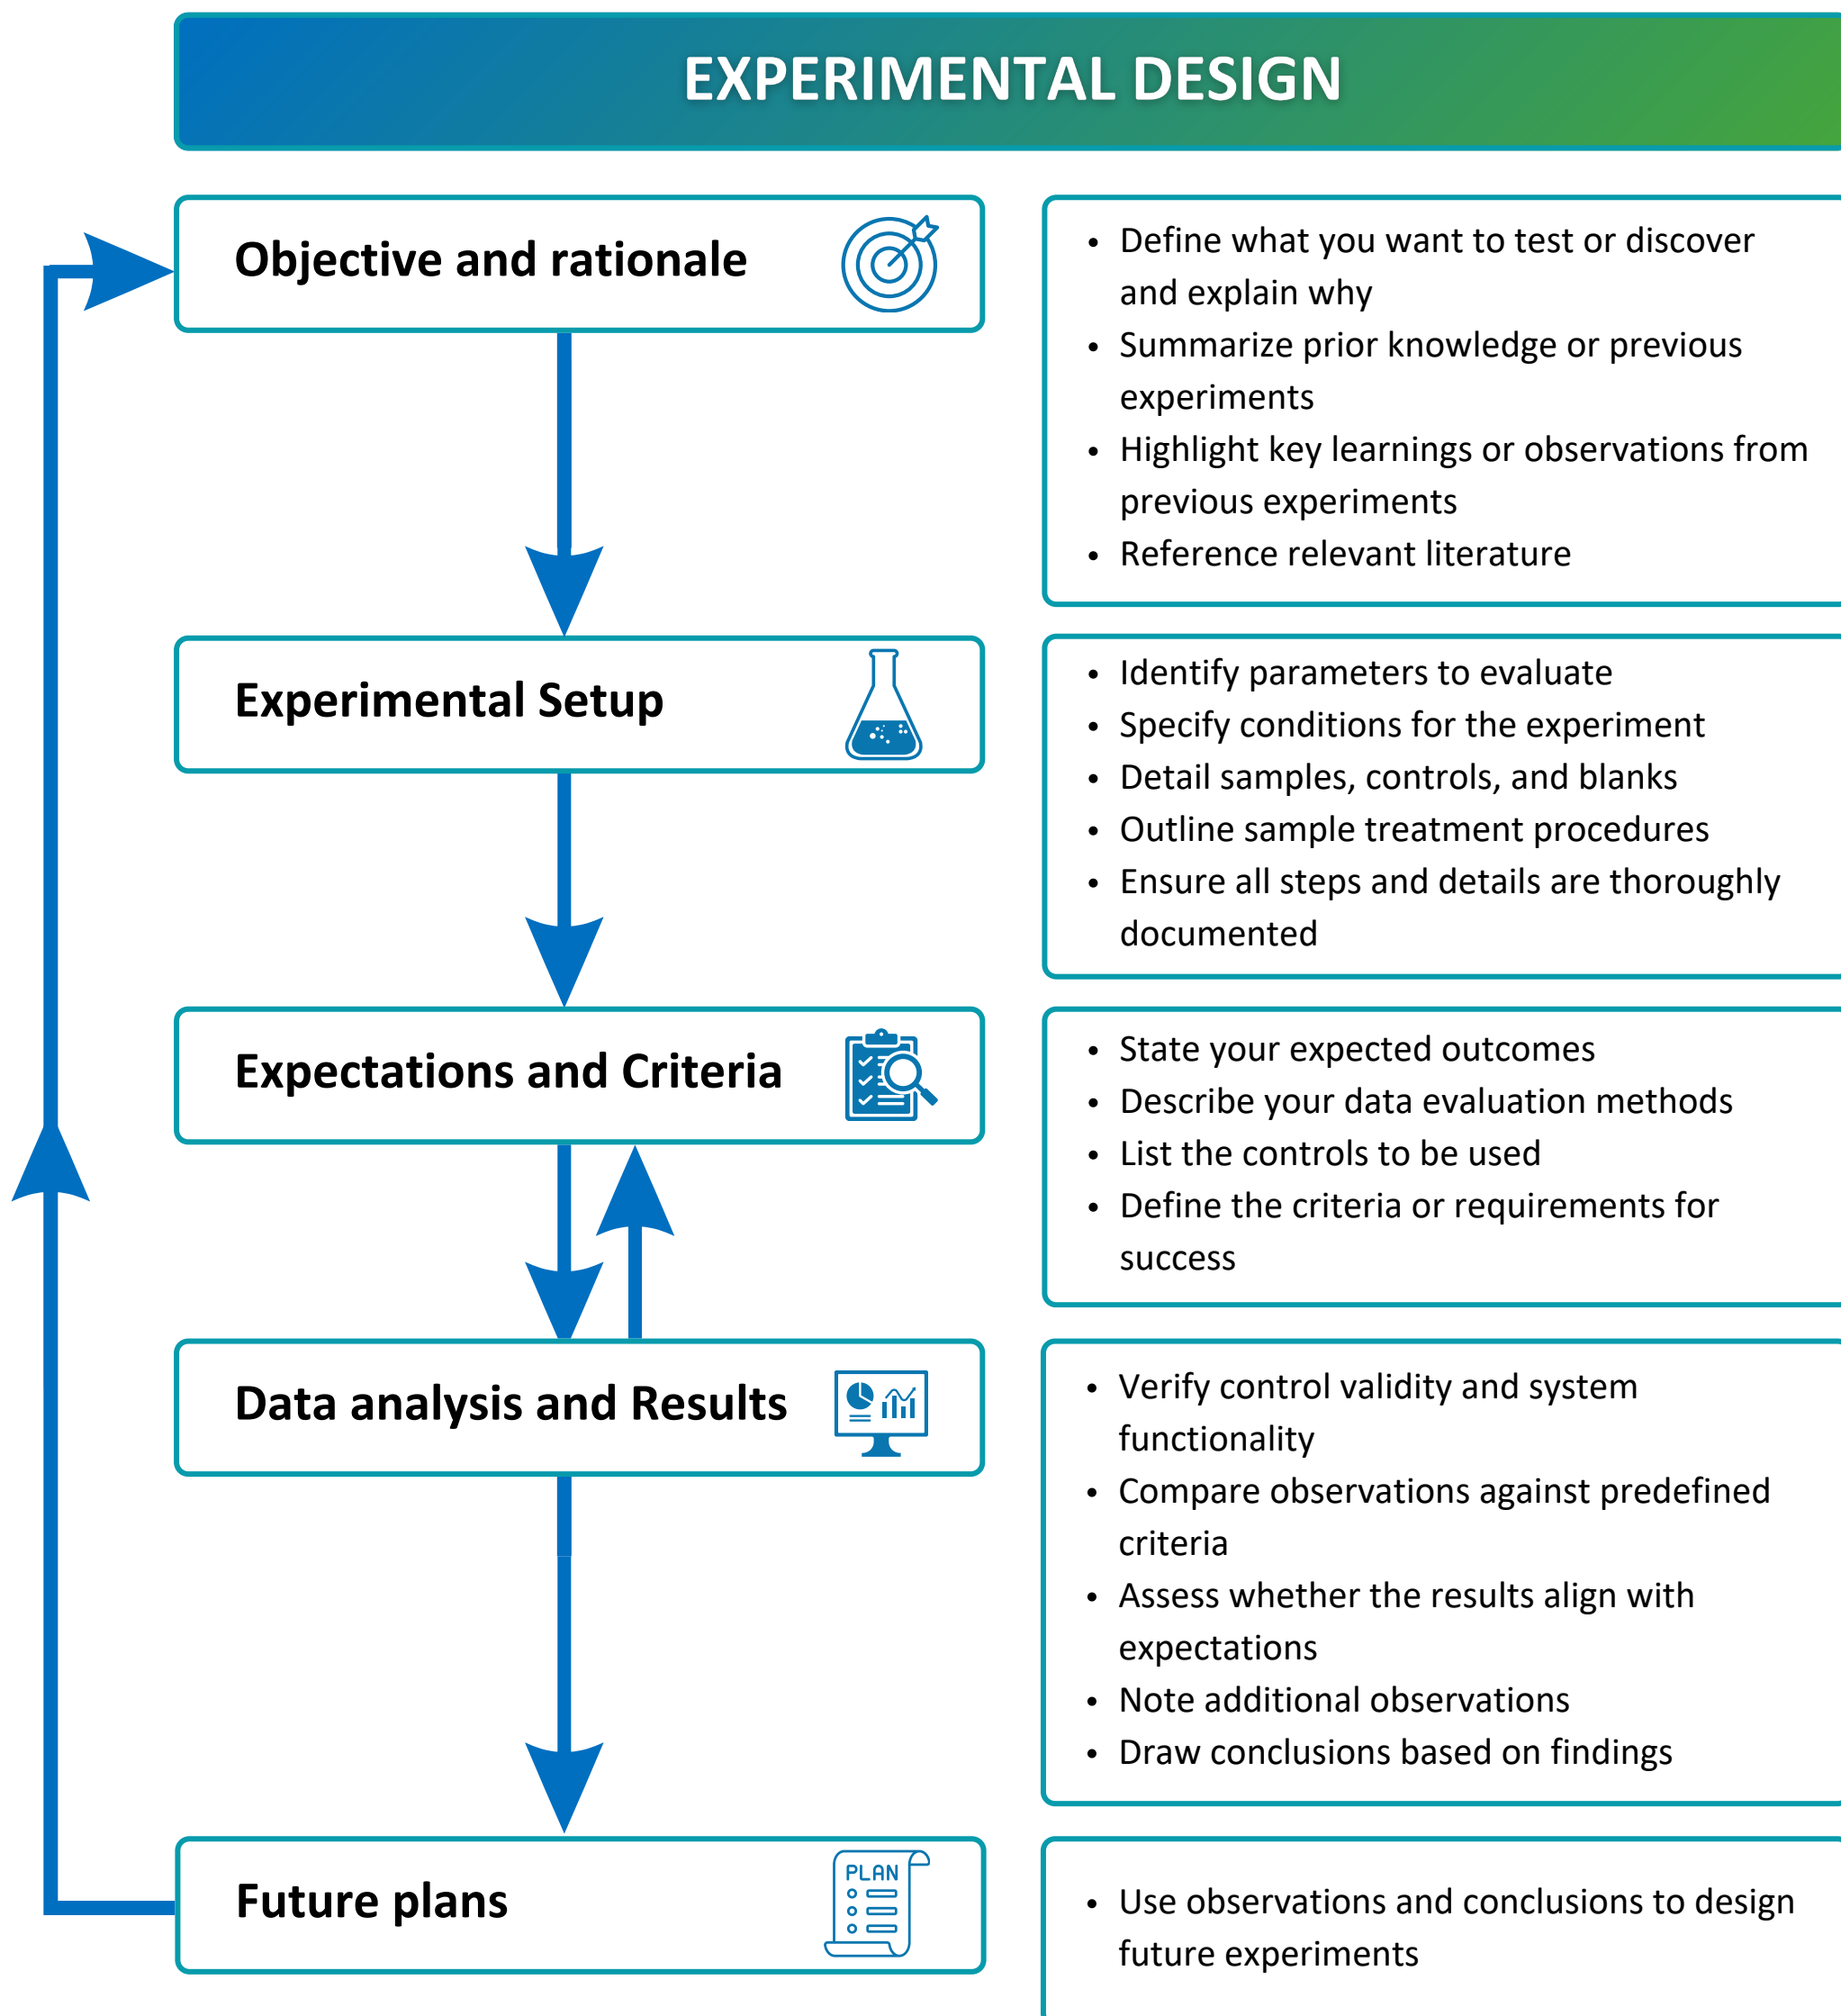 EXPERIMENTAL DESIGN
Objective and rationale
• Define what you want to test or discover
and explain why
• Summarize prior knowledge or previous
experiments
• Highlight key learnings or observations from
previous experiments
• Reference relevant literature
Experimental Setup
• Identify parameters to evaluate
• Specify conditions for the experiment
• Detail samples, controls, and blanks
• Outline sample treatment procedures
• Ensure all steps and details are thoroughly
documented
Expectations and Criteria
• State your expected outcomes
• Describe your data evaluation methods
• List the controls to be used
• Define the criteria or requirements for
success
Data analysis and Results
• Verify control validity and system
functionality
• Compare observations against predefined
criteria
• Assess whether the results align with
expectations
• Note additional observations
• Draw conclusions based on findings
Future plans
PLAN
• Use observations and conclusions to design
future experiments